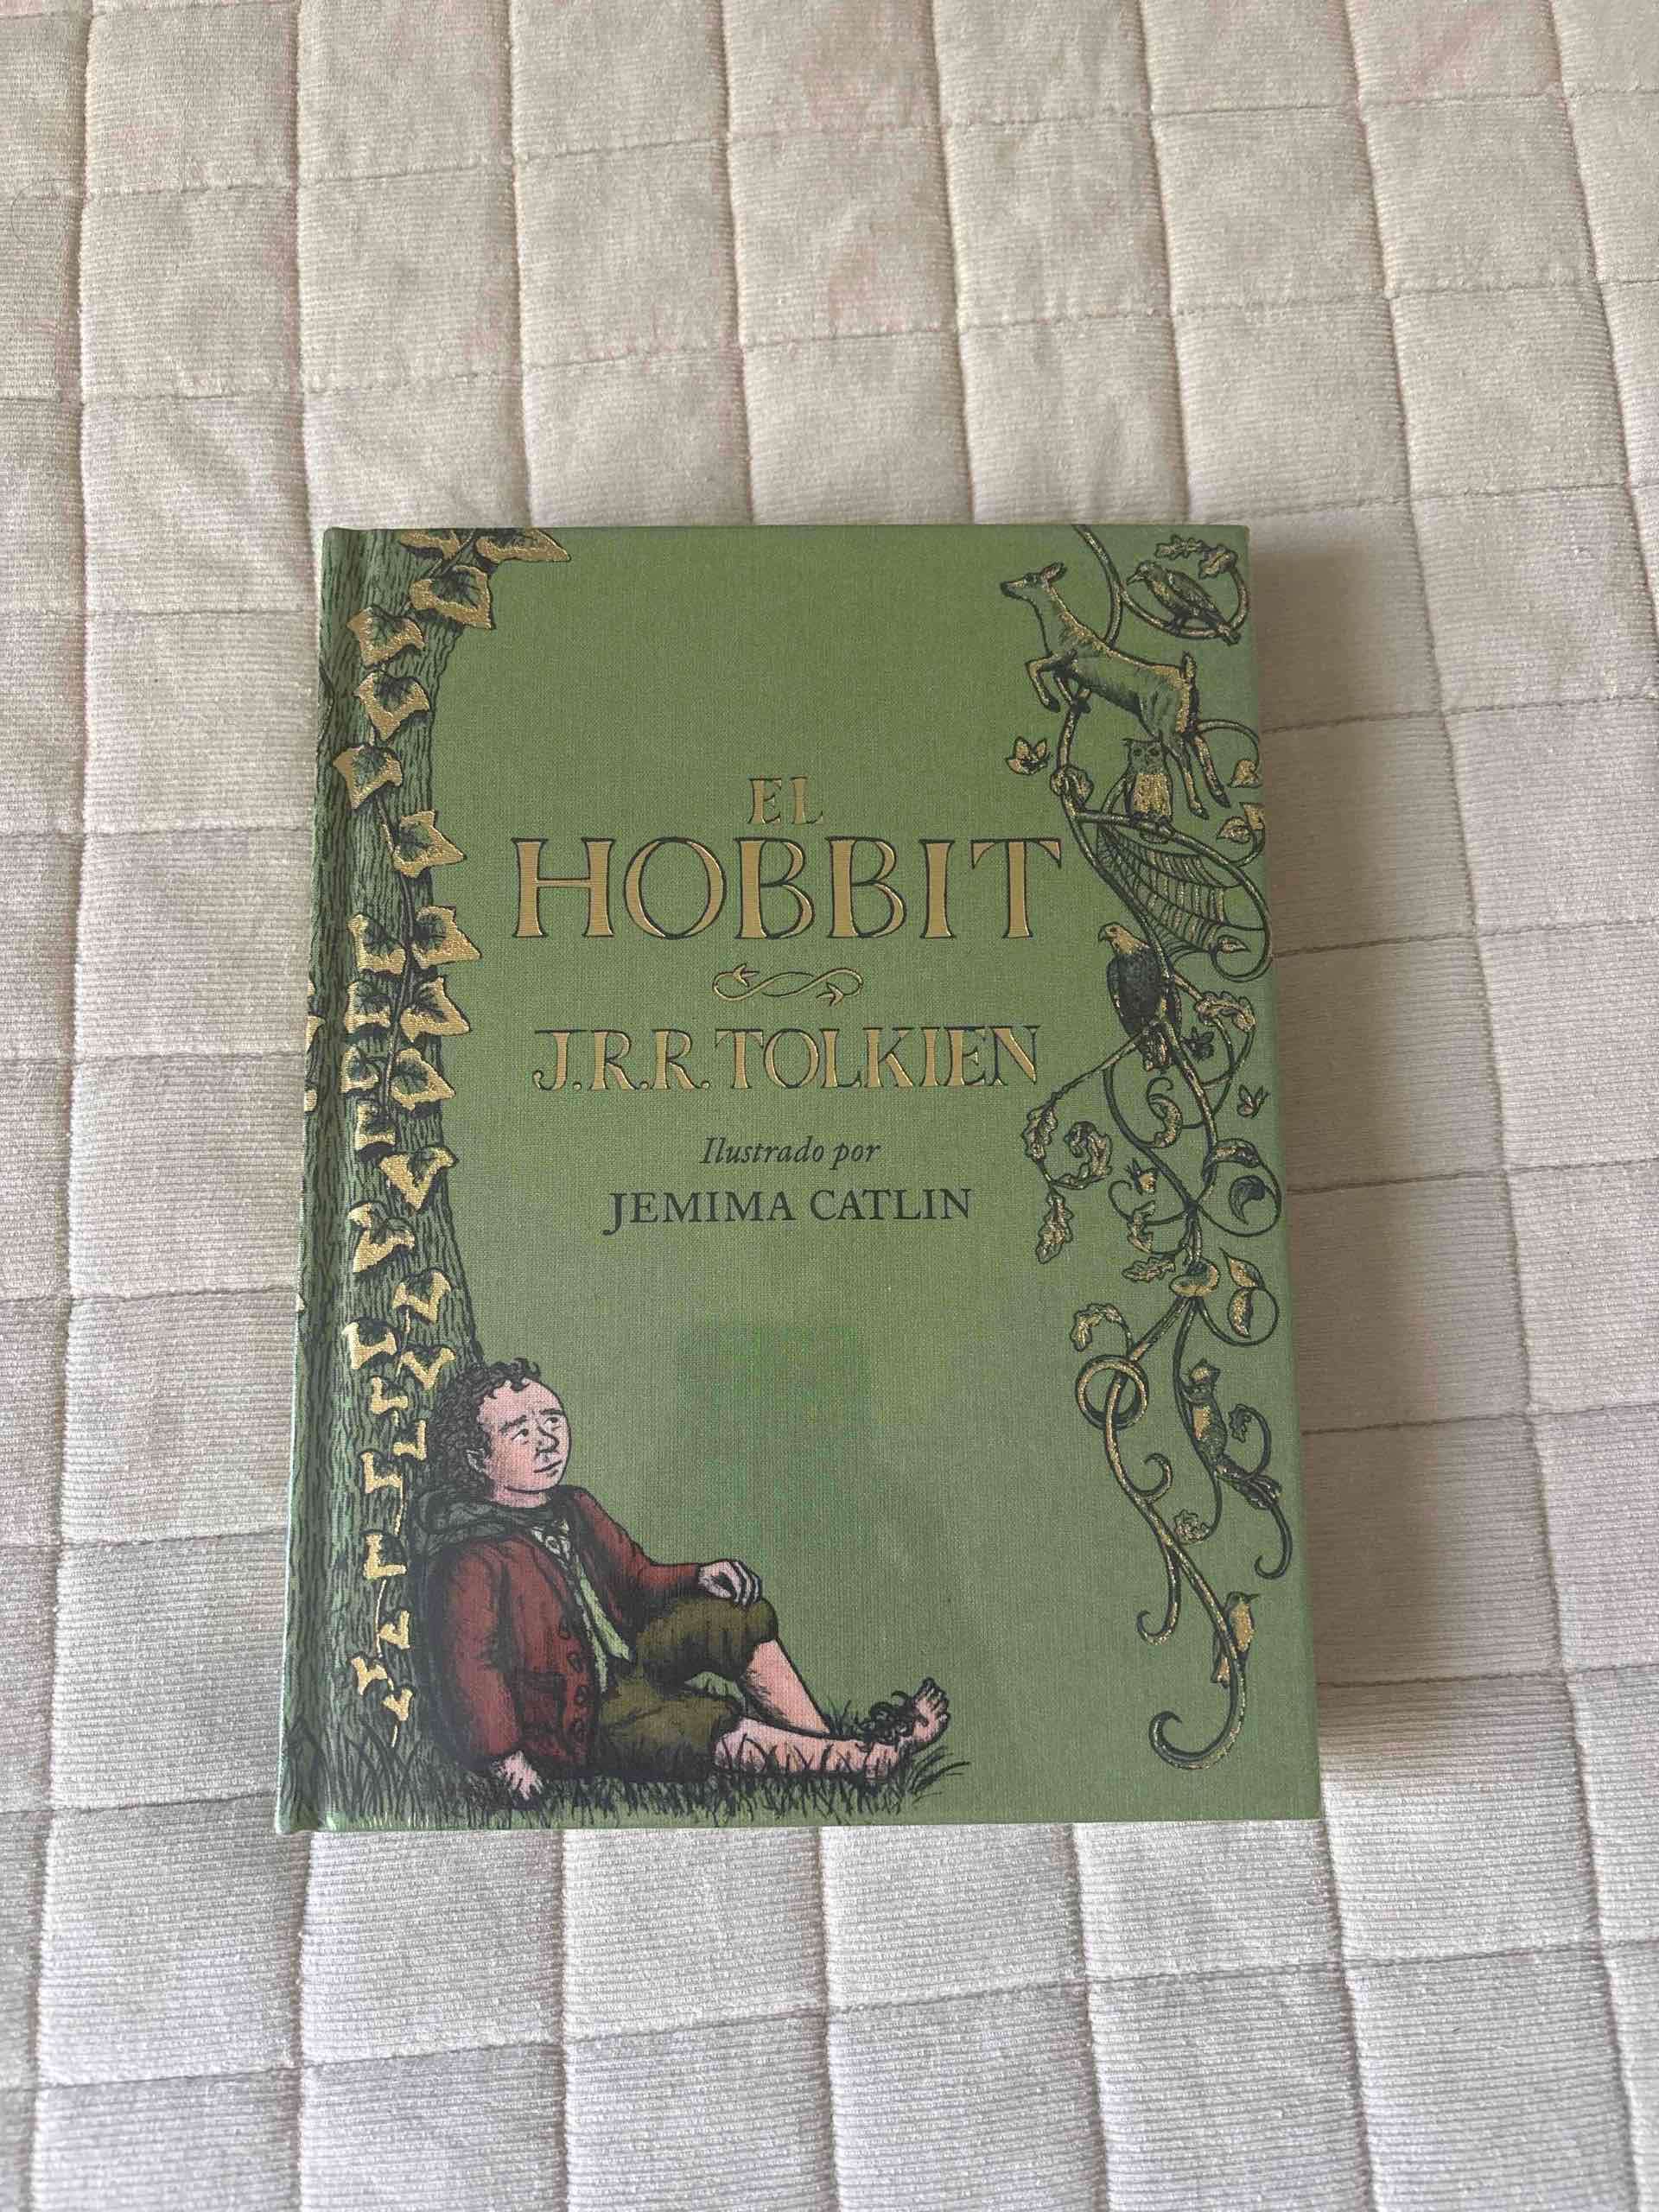 EL
HOBBIT
J.R.R. TOLKIEN
Ilustrado por
JEMIMA CATLIN